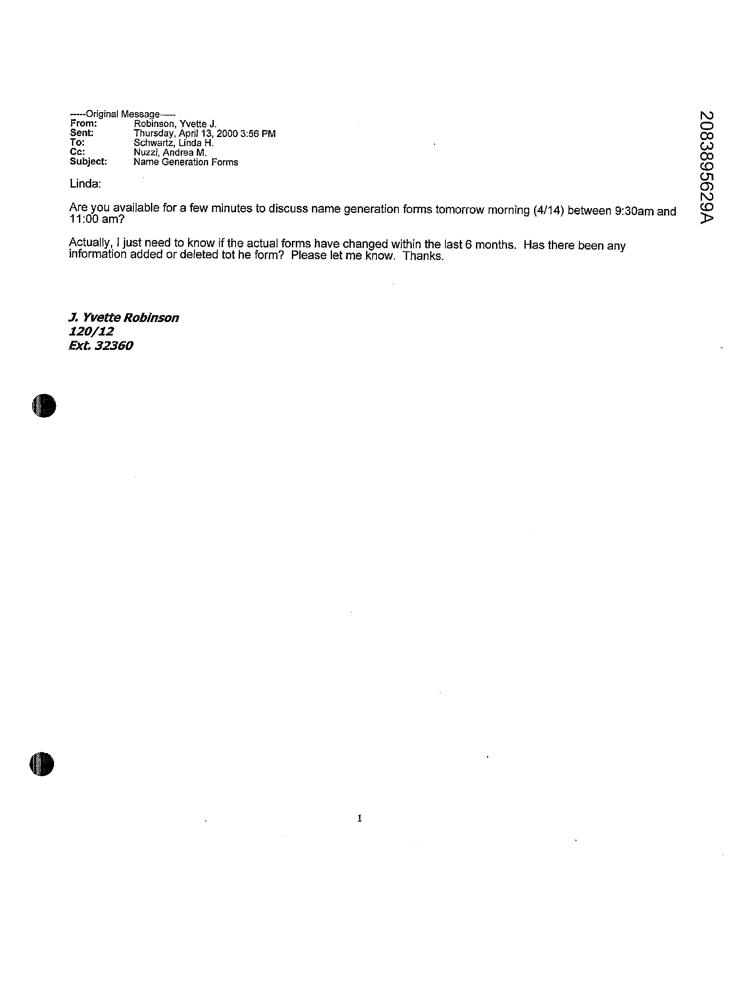 -----Original Message-----
From: Robinson, Yvette J.
Sent: Thursday, April 13, 2000 3:56 PM
To: Schwartz, Linda H.
Cc: Nuzzi, Andrea M.
Subject: Name Generation Forms
Linda:
Are you available for a few minutes to discuss name generation forms tomorrow morning (4/14) between 9:30am and
11:00 am?
Actually, I just need to know if the actual forms have changed within the last 6 months. Has there been any
information added or deleted tot he form? Please let me know. Thanks.
J. Yvette Robinson
120/12
Ext. 32360
1
2083895629A